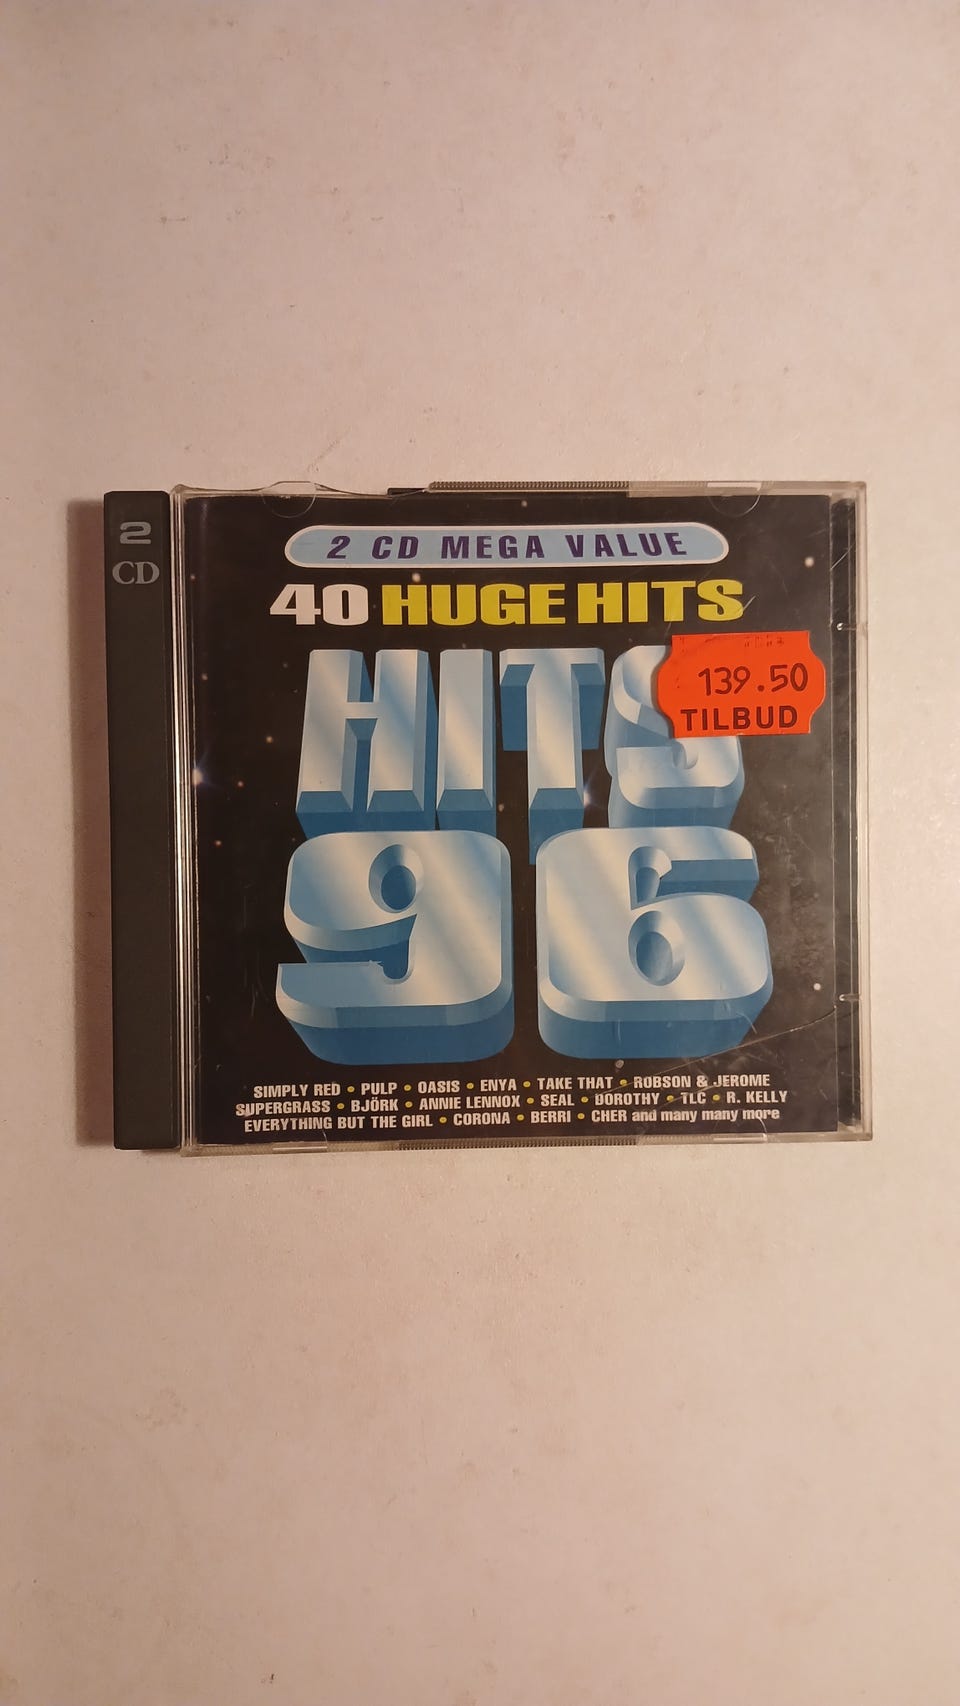 2
CD
2 CD MEGA VALUE
40 HUGE HITS
HITS
139.50
TILBUD
96
SIMPLY RED • PULP • OASIS • ENYA • TAKE THAT • ROBSON & JEROME
SUPERGRASS • BJÖRK • ANNIE LENNOX • SEAL • DOROTHY • TLC • R. KELLY
EVERYTHING BUT THE GIRL • CORONA • BERRI • CHER and many many more